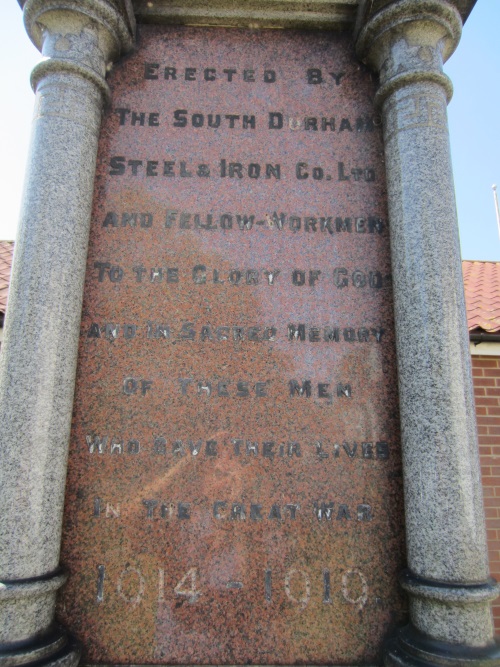 ERECTED BY
THE SOUTH DURHAM
STEEL & IRON CO. LTD
AND FELLOW-WORKMEN
TO THE GLORY OF GOD
AND IN SACRED MEMORY
OF THESE MEN
WHO GAVE THEIR LIVES
IN THE GREAT WAR
1914-1919.